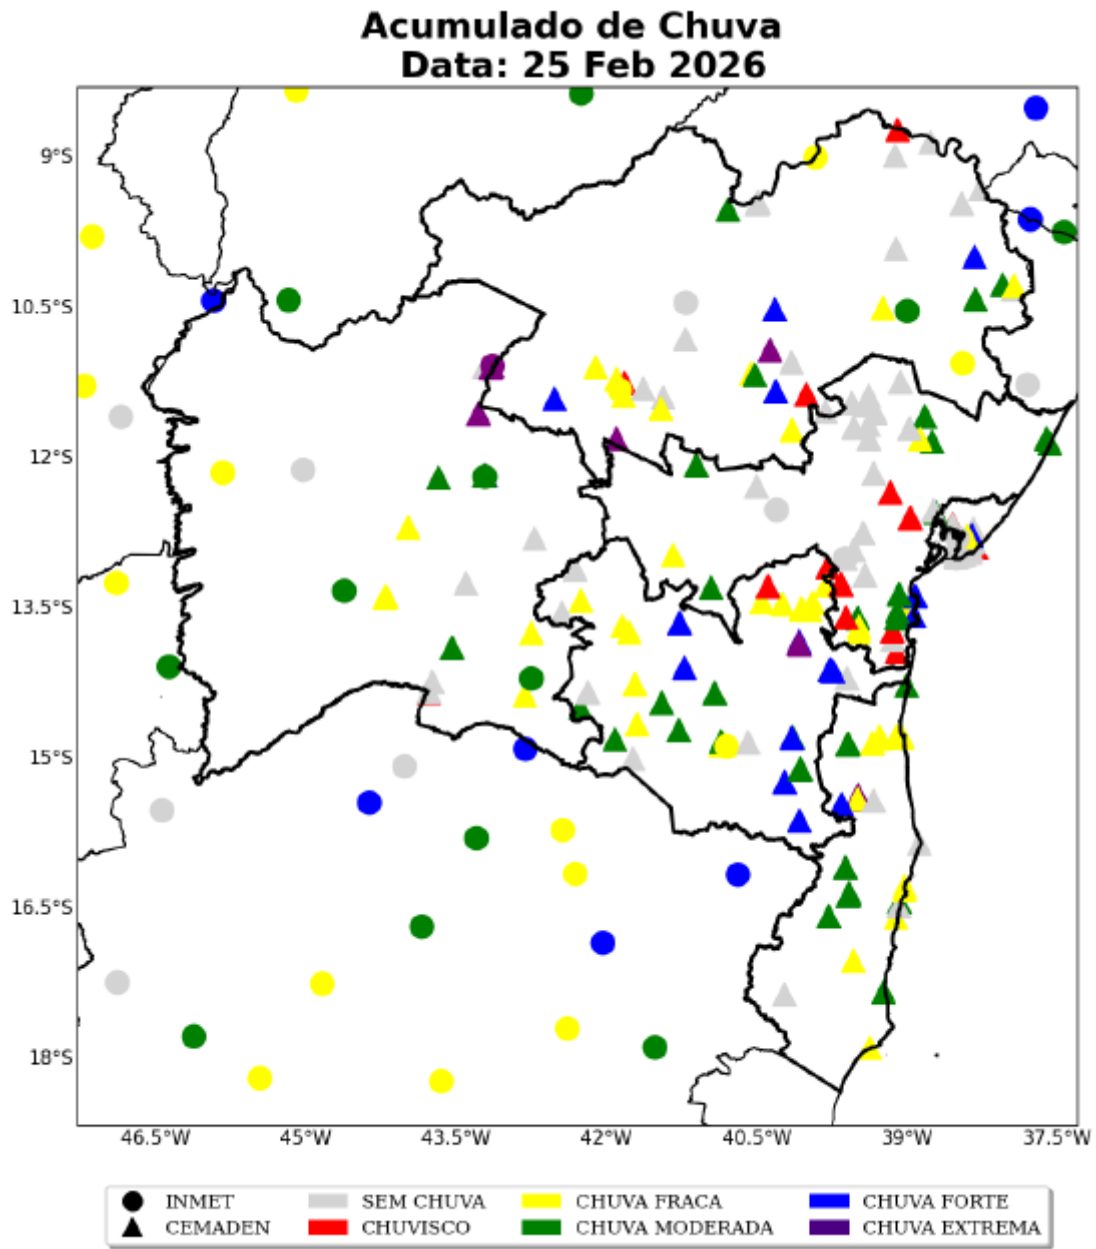 Acumulado de Chuva
Data: 25 Feb 2026
9°S
10.5°S
12°S
13.5°S
15°S
16.5°S
18°S
46.5°W 45°W 43.5°W 42°W 40.5°W 39°W 37.5°W
INMET SEM CHUVA CHUVA FRACA CHUVA FORTE
CEMADEN CHUVISCO CHUVA MODERADA CHUVA EXTREMA